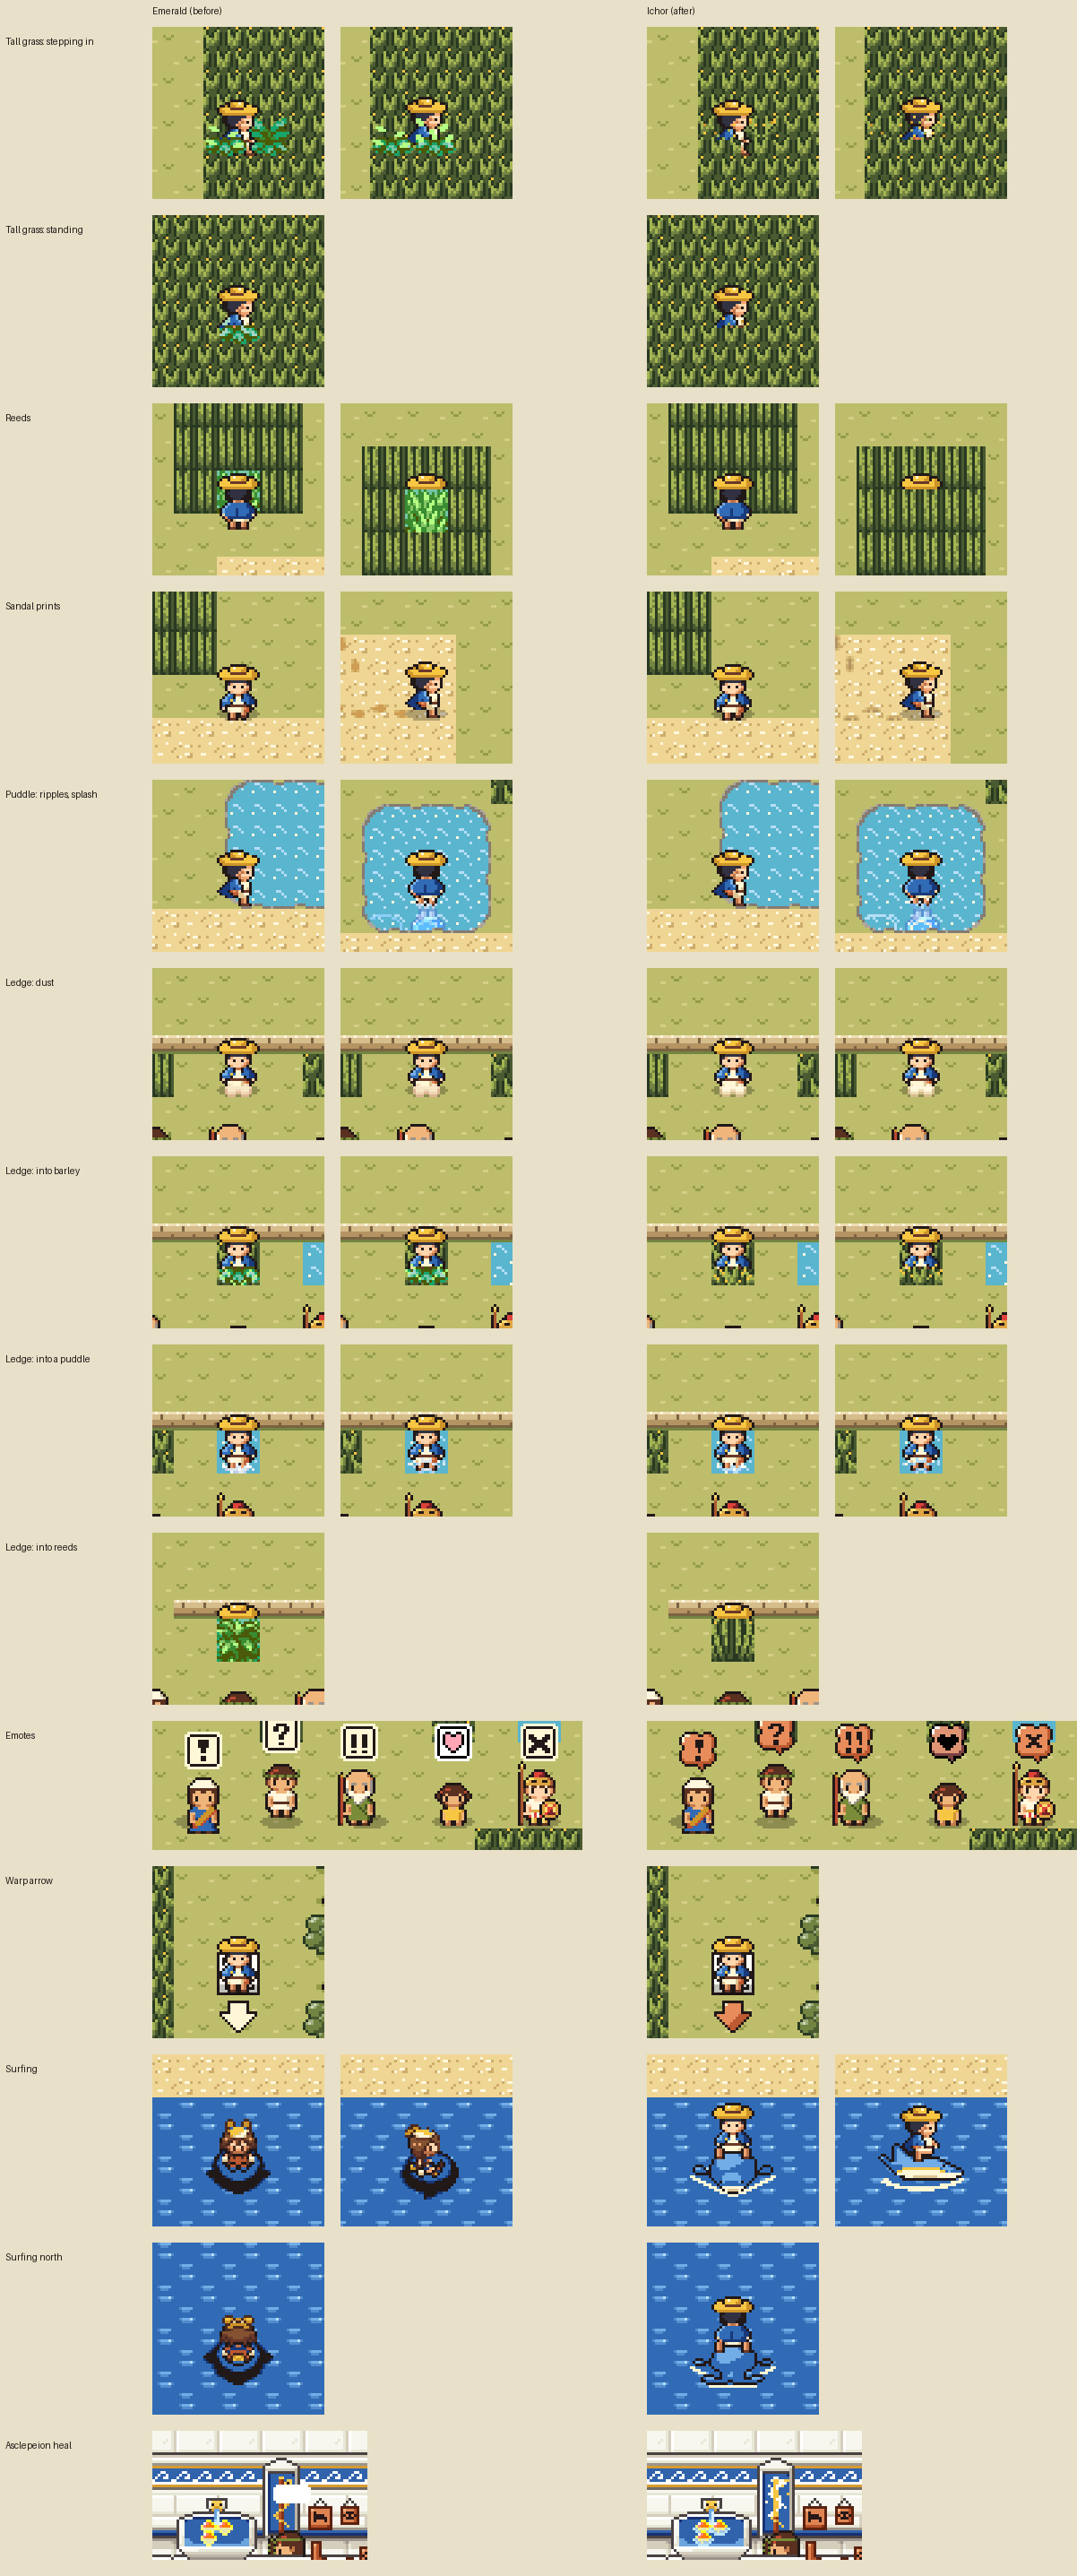 Emerald (before)
Ichor (after)
Tall grass: stepping in
Tall grass: standing
Reeds
Sandal prints
Puddle: ripples, splash
Ledge: dust
Ledge: into barley
Ledge: into a puddle
Ledge: into reeds
Emotes
! ? !!
! ? !!
Warp arrow
Surfing
Surfing north
Asclepeion heal